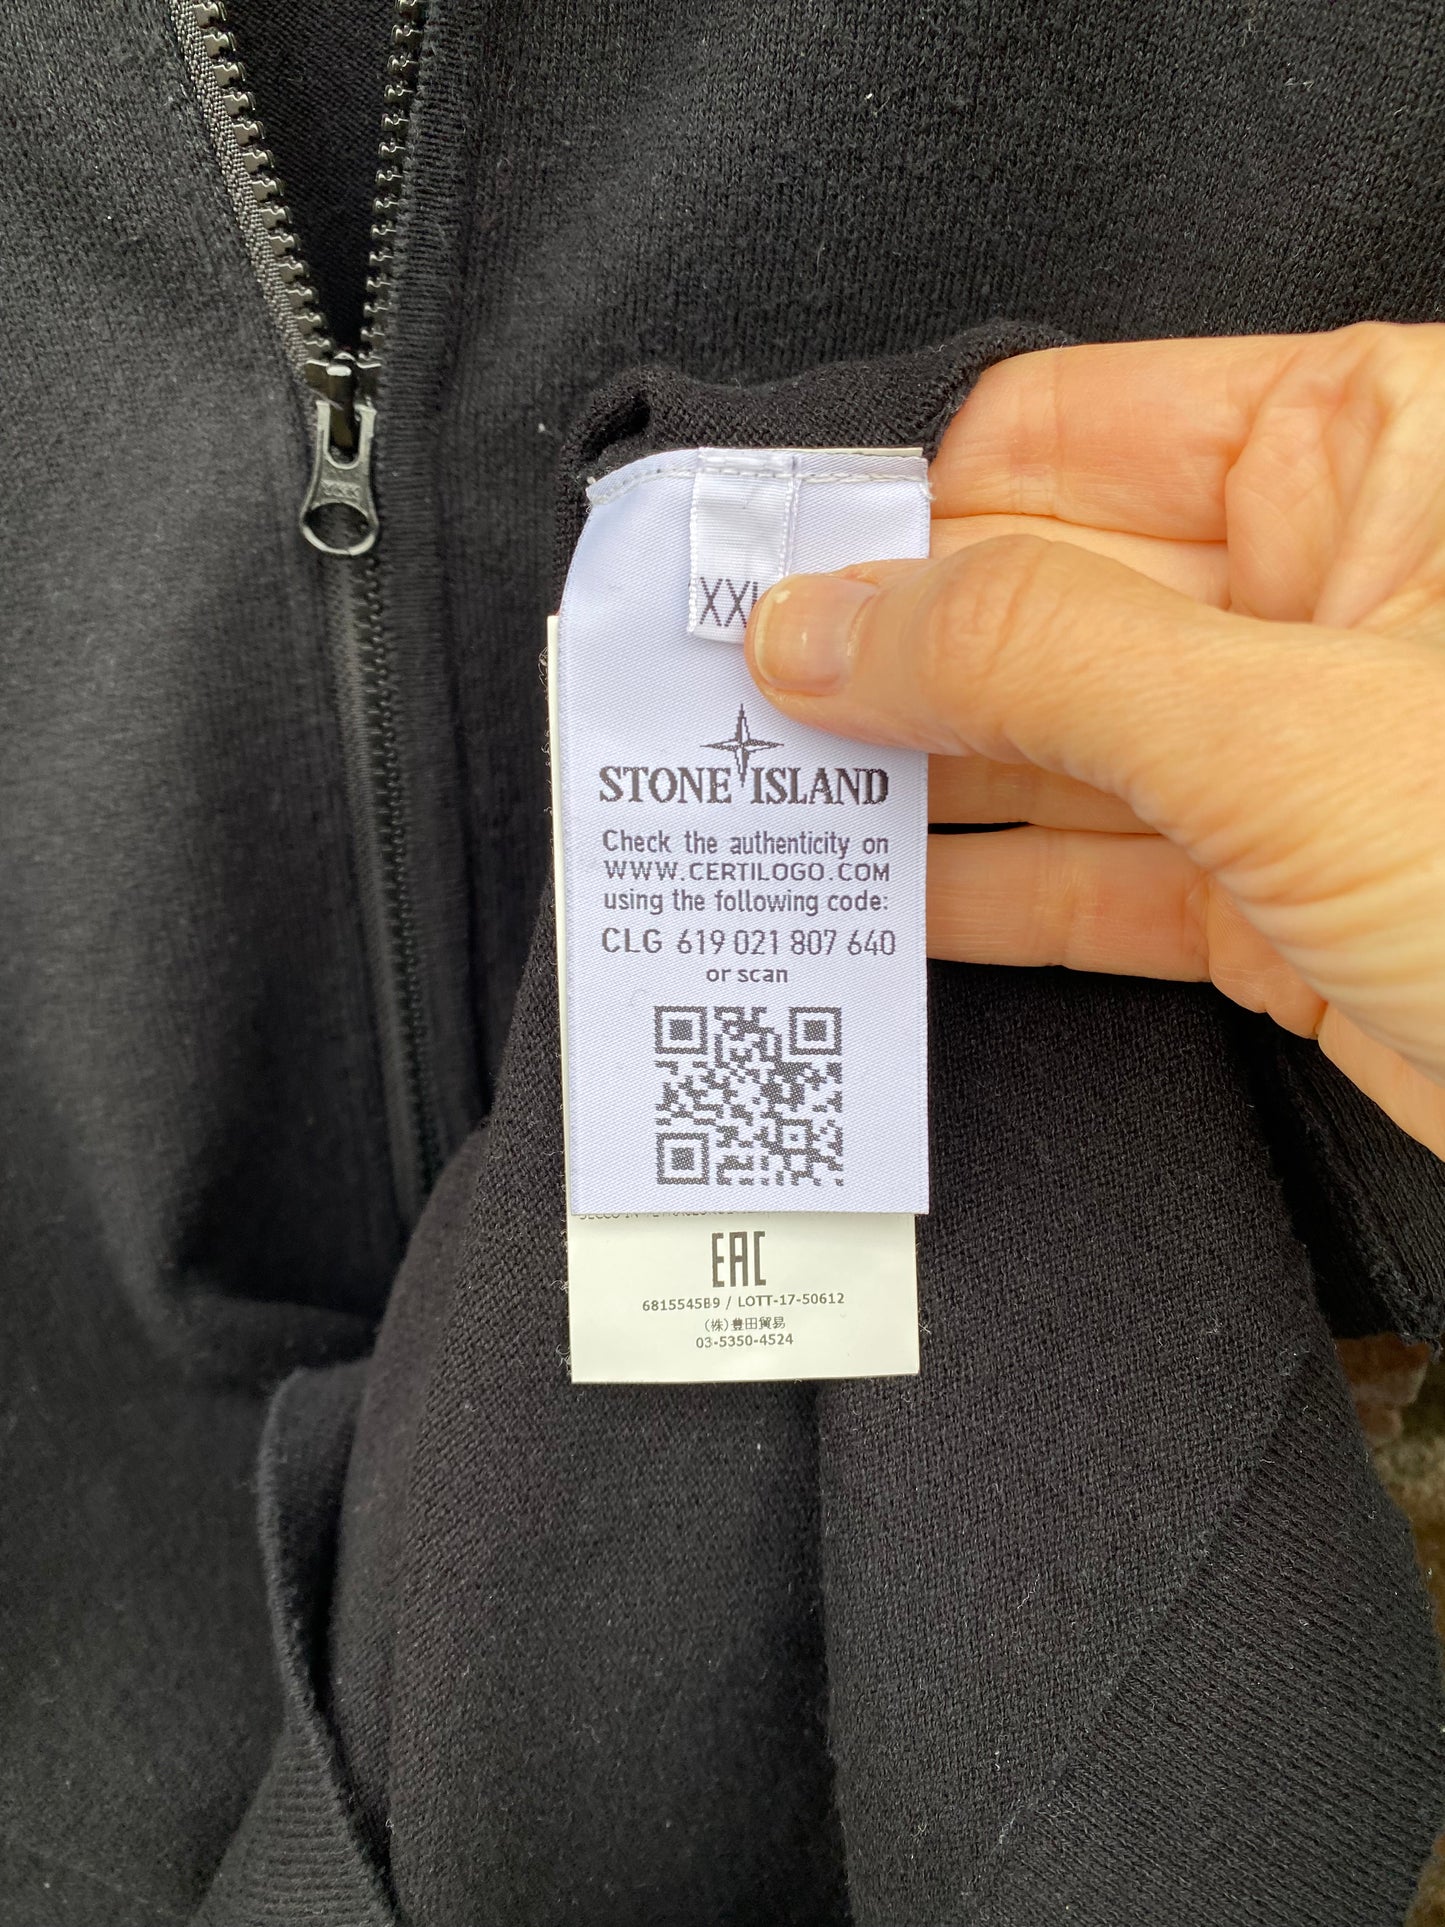 STONE ISLAND
Check the authenticity on
WWW.CERTILOGO.COM
using the following code:
CLG 619 021 807 640
or scan
EAC
6815545B9 / LOTT-17-50612
(株)豊田貿易
03-5350-4524